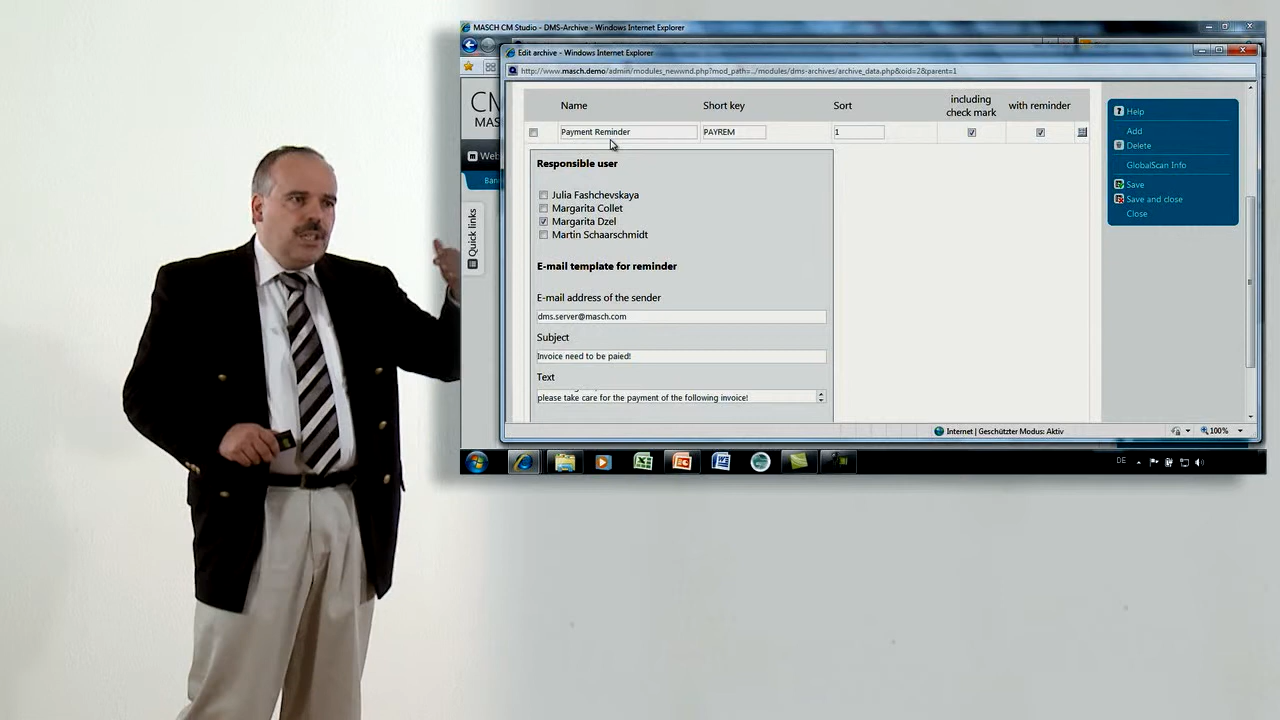 MASCH CM Studio - DMS-Archive - Windows Internet Explorer
Edit archive - Windows Internet Explorer
http://www.masch.demo/admin/modules_newwnd.php?mod_path=../modules/dms-archives/archive_data.php&oid=2&parent=1
CM
MAS
Web
Ban
Quick links
Name
Short key
Sort
including check mark
with reminder
Payment Reminder
PAYREM
1
Responsible user
Julia Fashchevskaya
Margarita Collet
Margarita Dzel
Martin Schaarschmidt
E-mail template for reminder
E-mail address of the sender
dms.server@masch.com
Subject
Invoice need to be paied!
Text
please take care for the payment of the following invoice!
Help
Add
Delete
GlobalScan Info
Save
Save and close
Close
Internet | Geschützter Modus: Aktiv
100%
DE